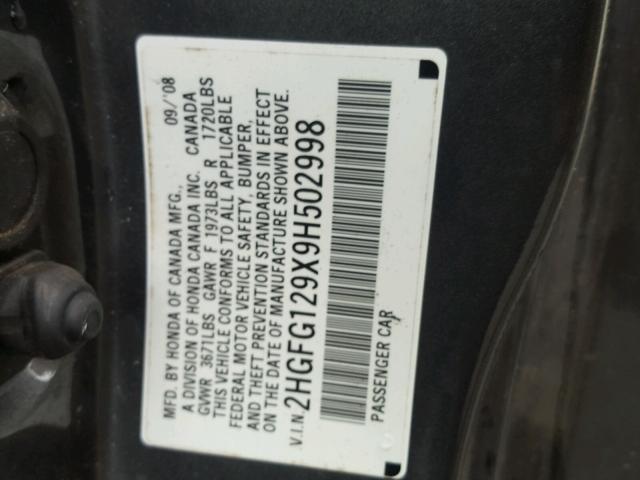 MFD. BY HONDA OF CANADA MFG., 09/'08
A DIVISION OF HONDA CANADA INC. CANADA
GVWR 3671LBS GAWR F 1973LBS R 1720LBS
THIS VEHICLE CONFORMS TO ALL APPLICABLE
FEDERAL MOTOR VEHICLE SAFETY, BUMPER,
AND THEFT PREVENTION STANDARDS IN EFFECT
ON THE DATE OF MANUFACTURE SHOWN ABOVE.
V.I.N: 2HGFG129X9H502998
PASSENGER CAR